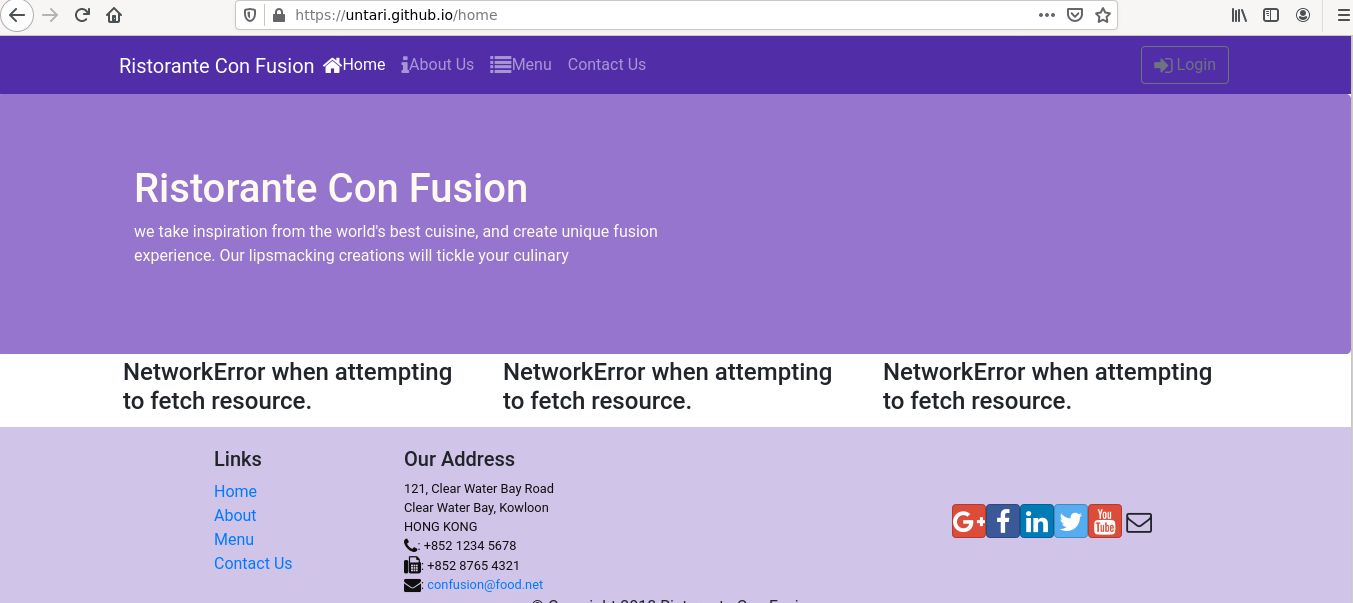 https://untari.github.io/home
Ristorante Con Fusion Home About Us Menu Contact Us Login
Ristorante Con Fusion
we take inspiration from the world's best cuisine, and create unique fusion
experience. Our lipsmacking creations will tickle your culinary
NetworkError when attempting
to fetch resource.
NetworkError when attempting
to fetch resource.
NetworkError when attempting
to fetch resource.
Links
Home
About
Menu
Contact Us
Our Address
121, Clear Water Bay Road
Clear Water Bay, Kowloon
HONG KONG
: +852 1234 5678
: +852 8765 4321
: confusion@food.net
G+ f in You Tube